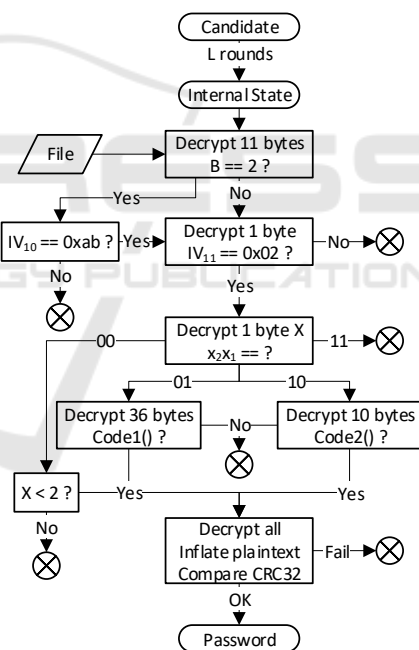 Candidate
L rounds
Internal State
File
Decrypt 11 bytes
B == 2 ?
Yes
No
IV₁₀ == 0xab ?
Yes
Decrypt 1 byte
IV₁₁ == 0x02 ?
No
No
Yes
Decrypt 1 byte X
x₂x₁ == ?
00
11
01
10
Decrypt 36 bytes
Code1() ?
No
Decrypt 10 bytes
Code2() ?
X < 2 ?
Yes
Yes
No
Decrypt all
Inflate plaintext
Compare CRC32
Fail
OK
Password
GY PUBLICATION